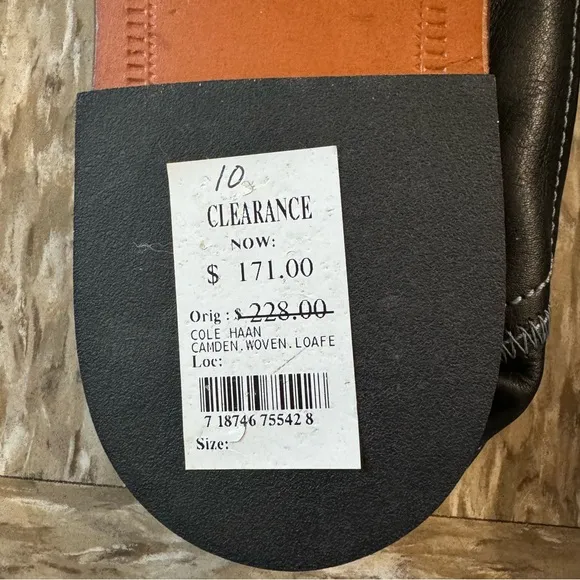 10
CLEARANCE
NOW:
$ 171.00
Orig : $ 228.00
COLE HAAN
CAMDEN.WOVEN.LOAFE
Loc:
7 18746 75542 8
Size: